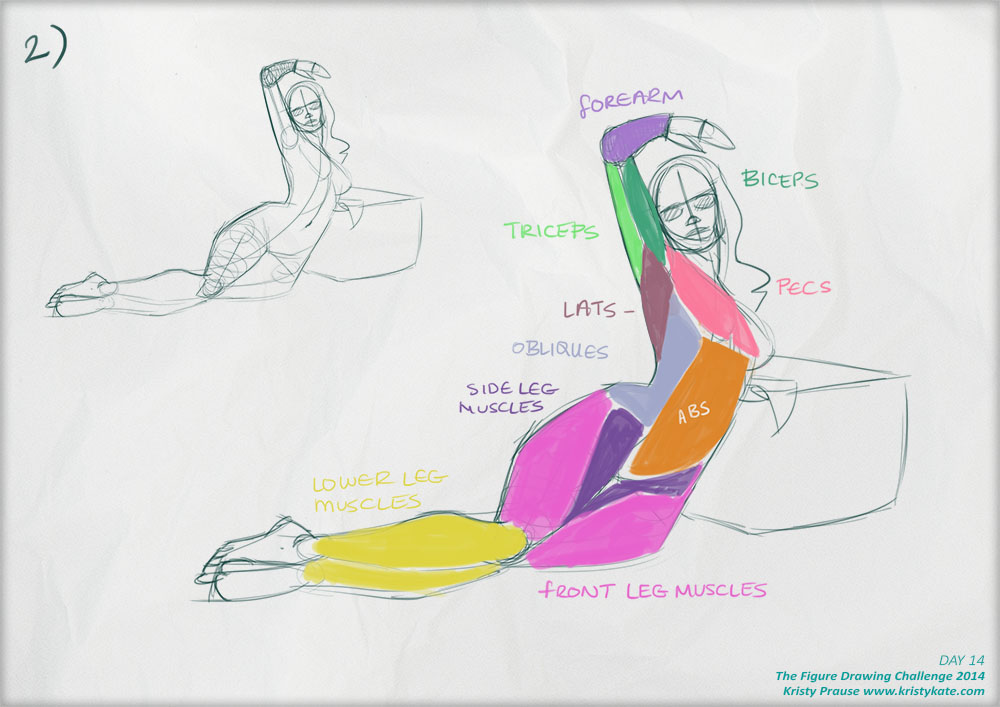 2)
FOREARM
BICEPS
TRICEPS
PECS
LATS -
OBLIQUES
SIDE LEG
MUSCLES
ABS
LOWER LEG
MUSCLES
FRONT LEG MUSCLES
DAY 14
The Figure Drawing Challenge 2014
Kristy Prause www.kristykate.com